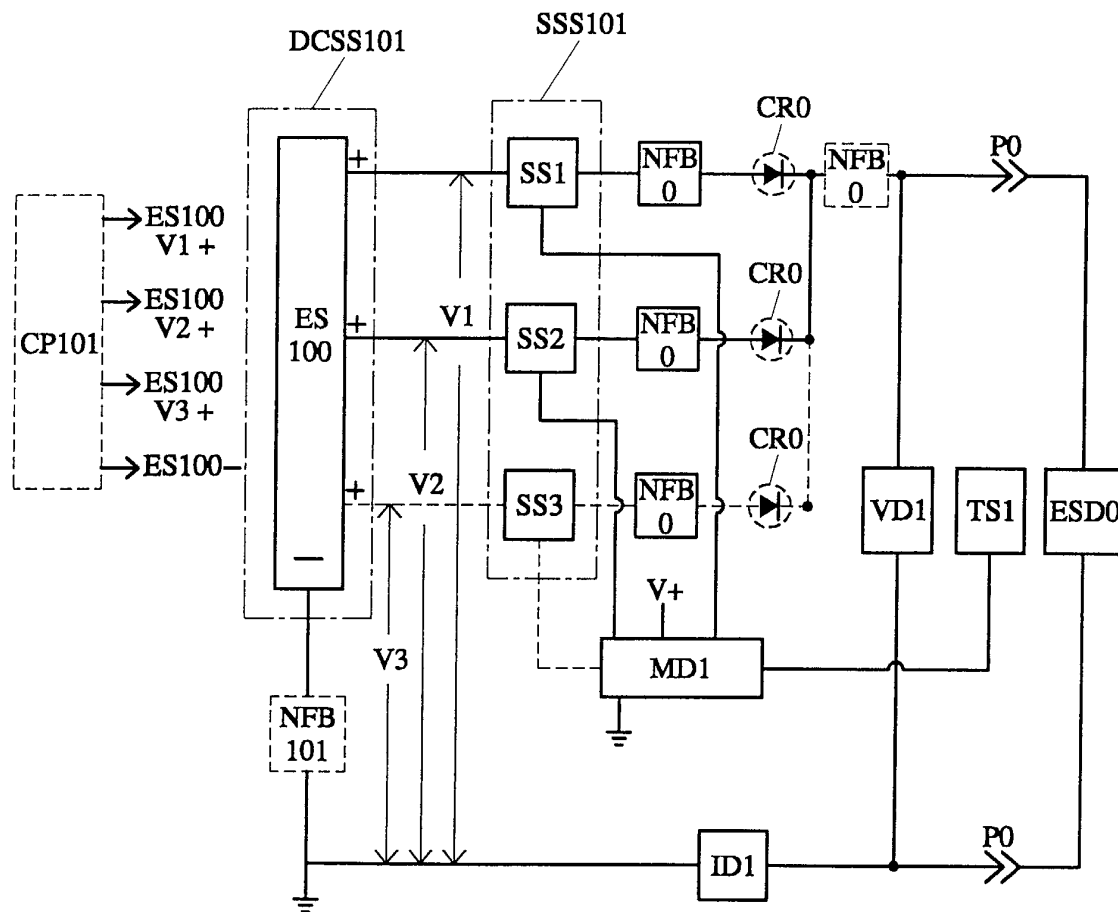 DCSS101
SSS101
CR0
P0
+
SS1
NFB
0
NFB
0
ES100
V1 +
CR0
ES100
V2 +
ES
100
+
V1
SS2
NFB
0
CP101
ES100
V3 +
CR0
ES100
V2
+
SS3
NFB
0
VD1
TS1
ESD0
V+
V3
MD1
NFB
101
ID1
P0